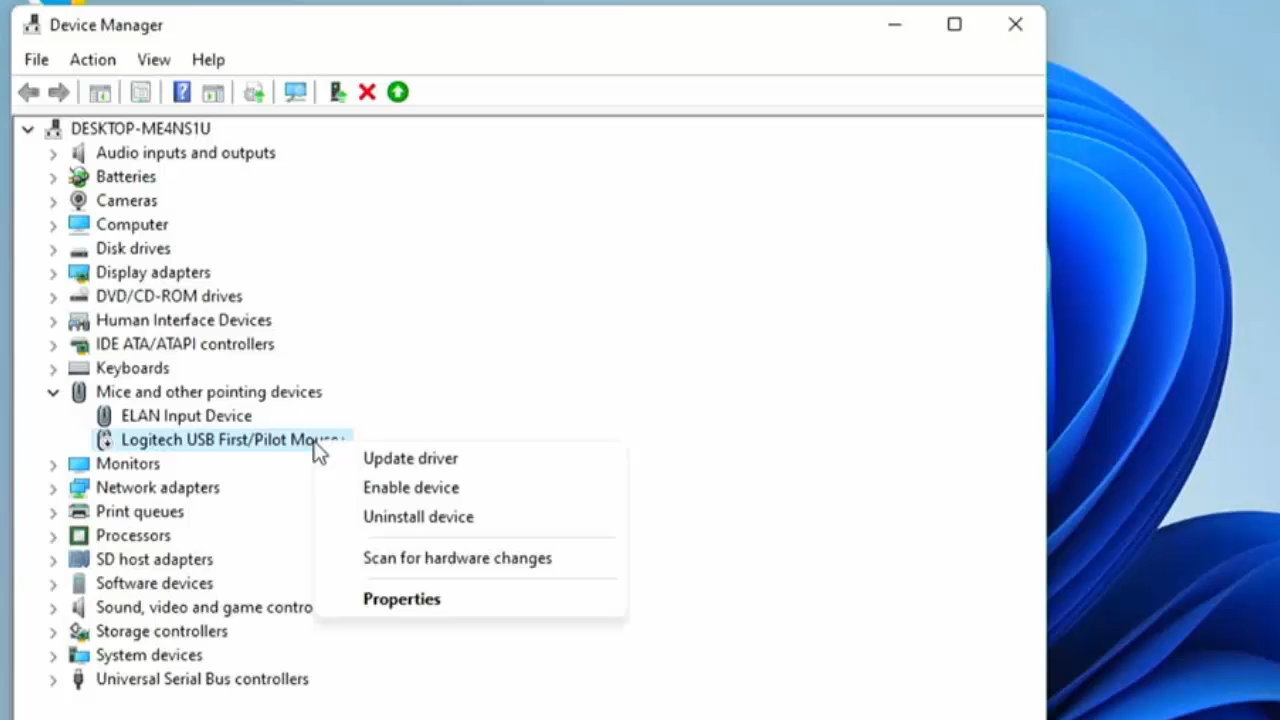 Device Manager
File Action View Help
DESKTOP-ME4NS1U
Audio inputs and outputs
Batteries
Cameras
Computer
Disk drives
Display adapters
DVD/CD-ROM drives
Human Interface Devices
IDE ATA/ATAPI controllers
Keyboards
Mice and other pointing devices
ELAN Input Device
Logitech USB First/Pilot Mouse+
Update driver
Enable device
Uninstall device
Scan for hardware changes
Properties
Monitors
Network adapters
Print queues
Processors
SD host adapters
Software devices
Sound, video and game contro
Storage controllers
System devices
Universal Serial Bus controllers